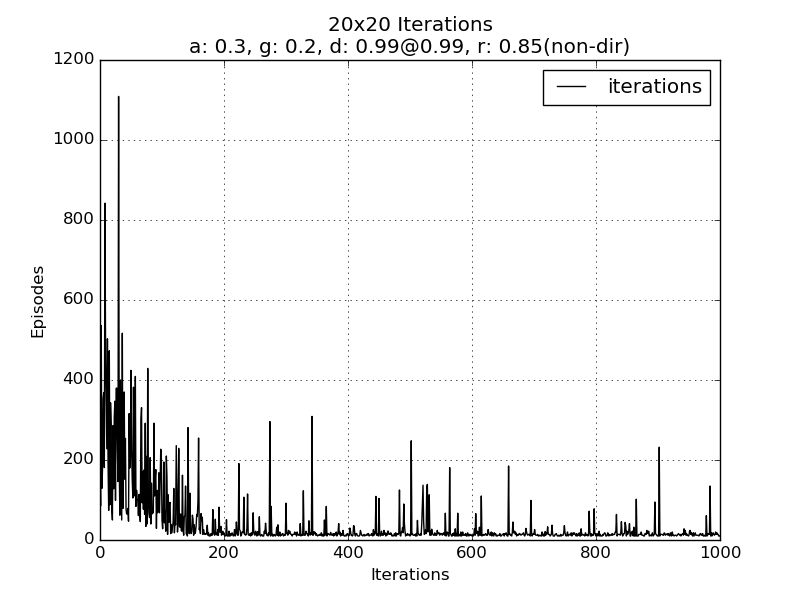 20x20 Iterations
a: 0.3, g: 0.2, d: 0.99@0.99, r: 0.85(non-dir)
1200
iterations
1000
800
600
400
200
0
Episodes
0 200 400 600 800 1000
Iterations